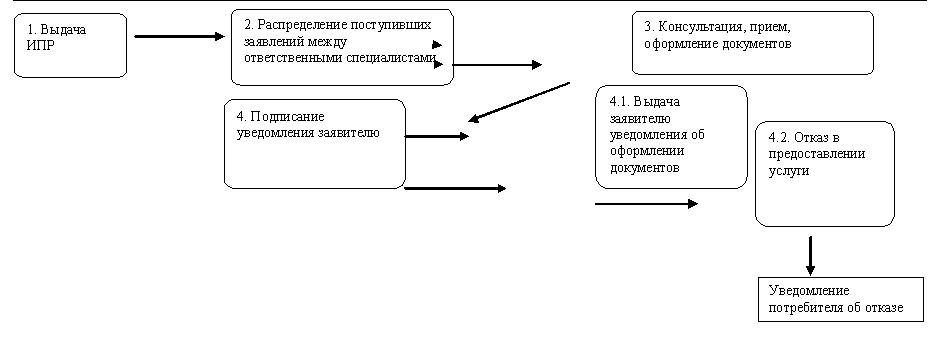 1. Выдача
ИПР
2. Распределение поступивших
заявлений между
ответственными специалистами
3. Консультация, прием,
оформление документов
4. Подписание
уведомления заявителю
4.1. Выдача
заявителю
уведомления об
оформлении
документов
4.2. Отказ в
предоставлении
услуги
Уведомление
потребителя об отказе